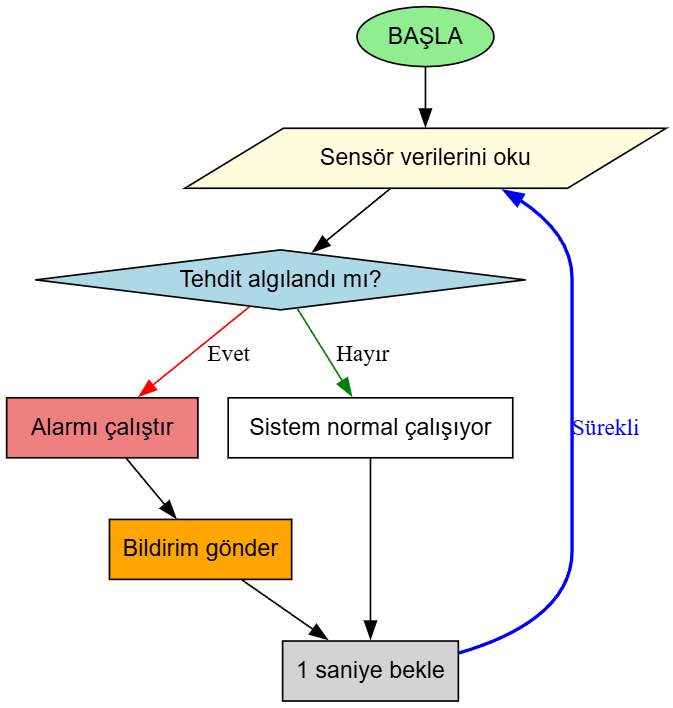 BAŞLA
Sensör verilerini oku
Tehdit algılandı mı?
Evet
Hayır
Alarmı çalıştır
Sistem normal çalışıyor
Sürekli
Bildirim gönder
1 saniye bekle